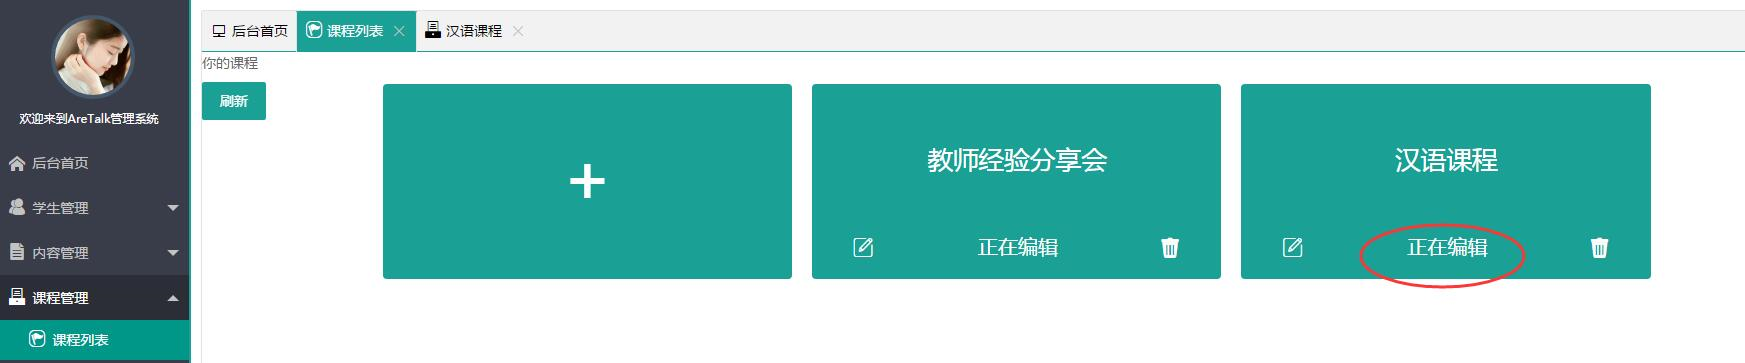 欢迎来到AreTalk管理系统
后台首页
学生管理
内容管理
课程管理
课程列表
后台首页 课程列表 汉语课程
你的课程
刷新
+
教师经验分享会
正在编辑
汉语课程
正在编辑